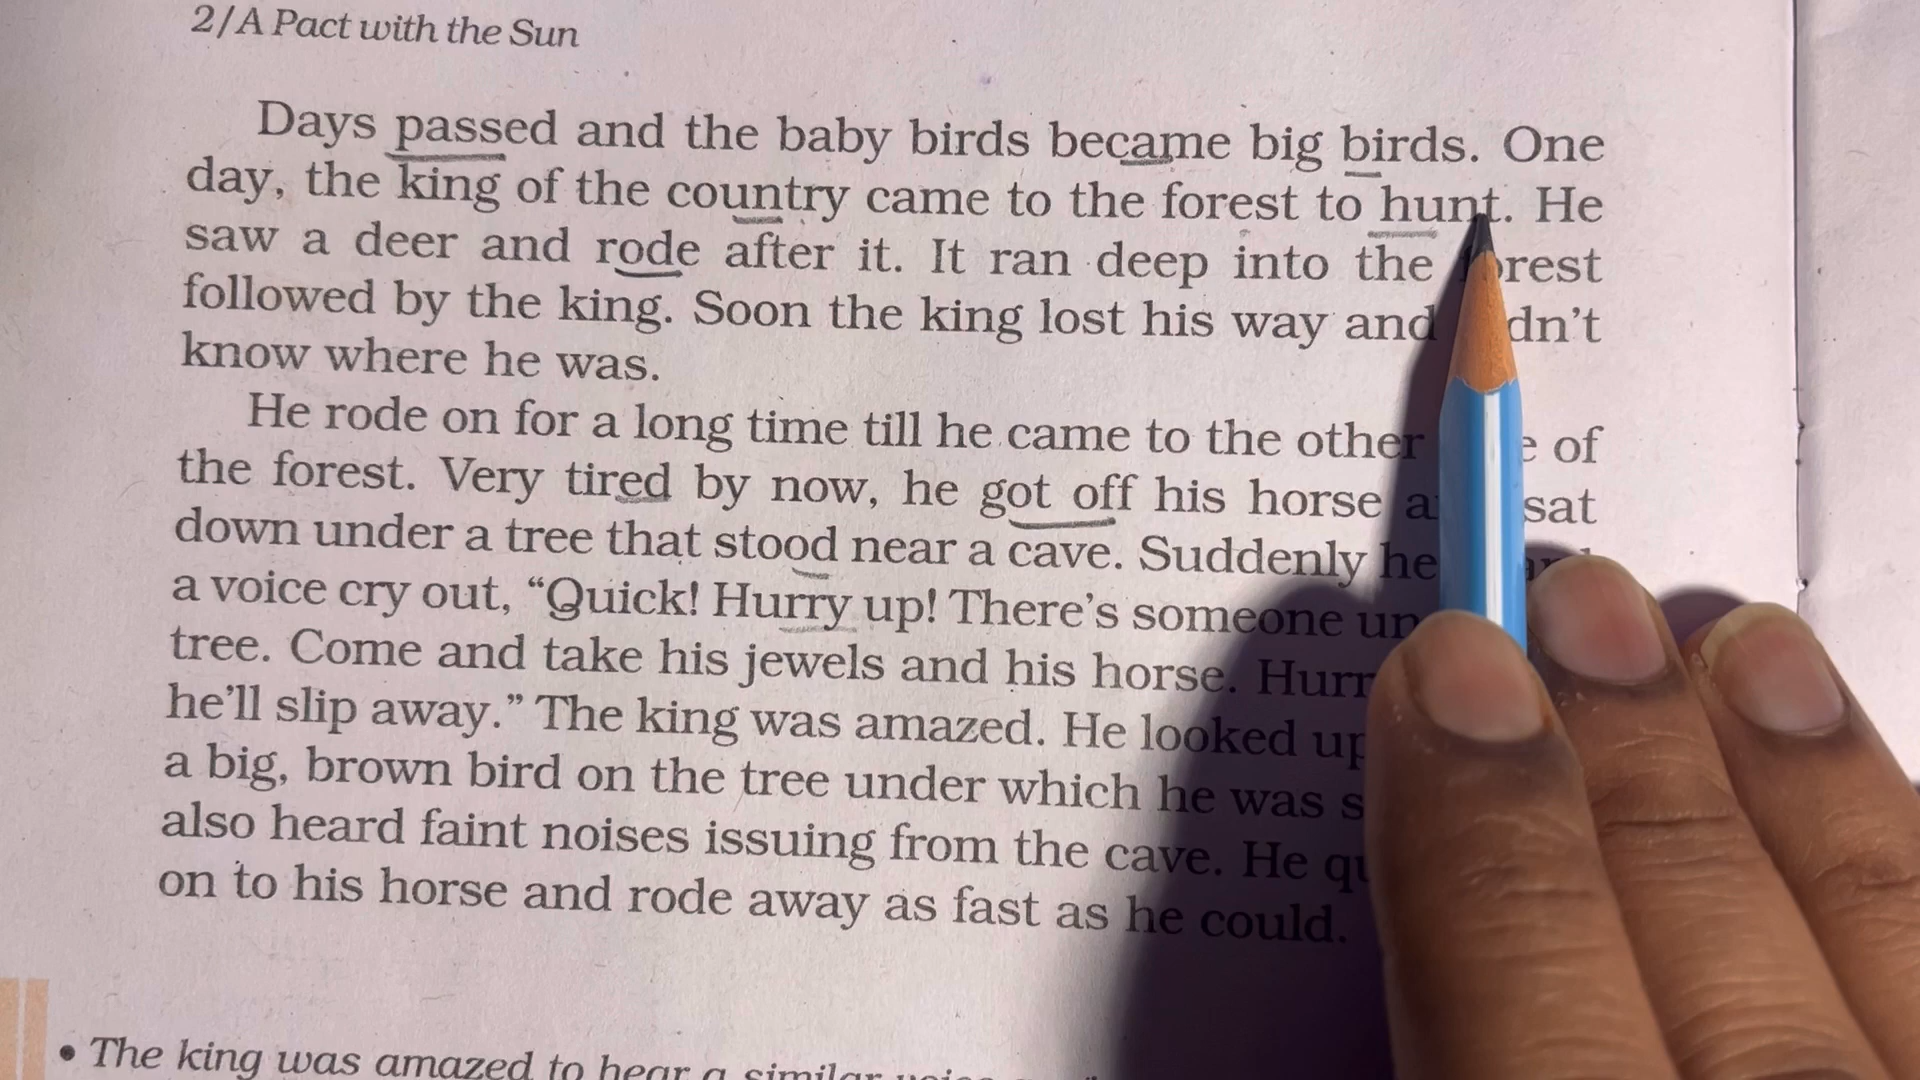 2/A Pact with the Sun
Days passed and the baby birds became big birds. One
day, the king of the country came to the forest to hunt. He
saw a deer and rode after it. It ran deep into the forest
followed by the king. Soon the king lost his way and didn't
know where he was.
He rode on for a long time till he came to the other of
the forest. Very tired by now, he got off his horse sat
down under a tree that stood near a cave. Suddenly he
a voice cry out, “Quick! Hurry up! There's someone
tree. Come and take his jewels and his horse.
he'll slip away.” The king was amazed. He looked up
a big, brown bird on the tree under which he was
also heard faint noises issuing from the cave. He
on to his horse and rode away as fast as he could.
• The king was amazed to hear a similar